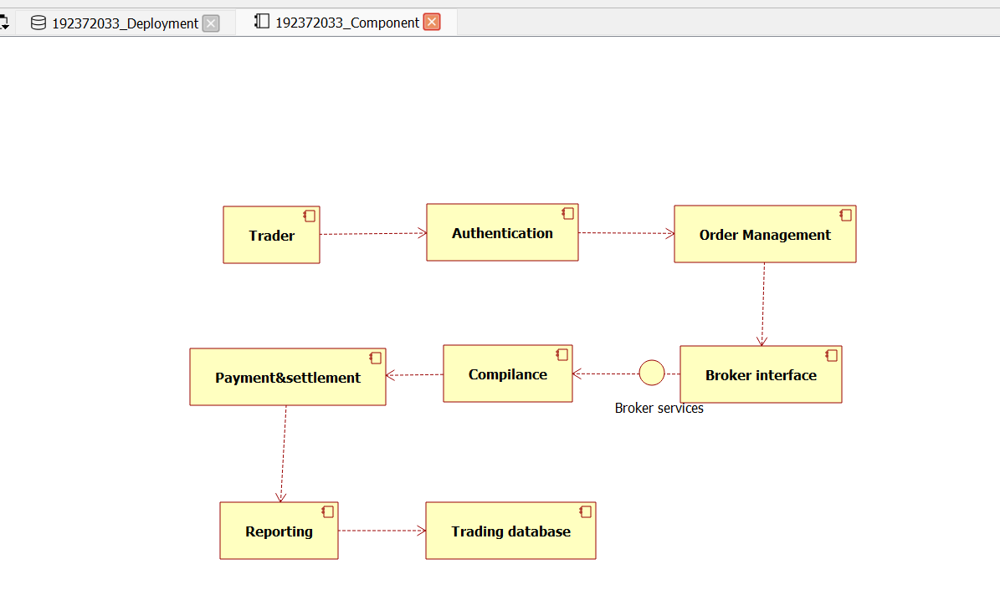 192372033_Deployment
192372033_Component
Trader
Authentication
Order Management
Payment&settlement
Compilance
Broker interface
Broker services
Reporting
Trading database